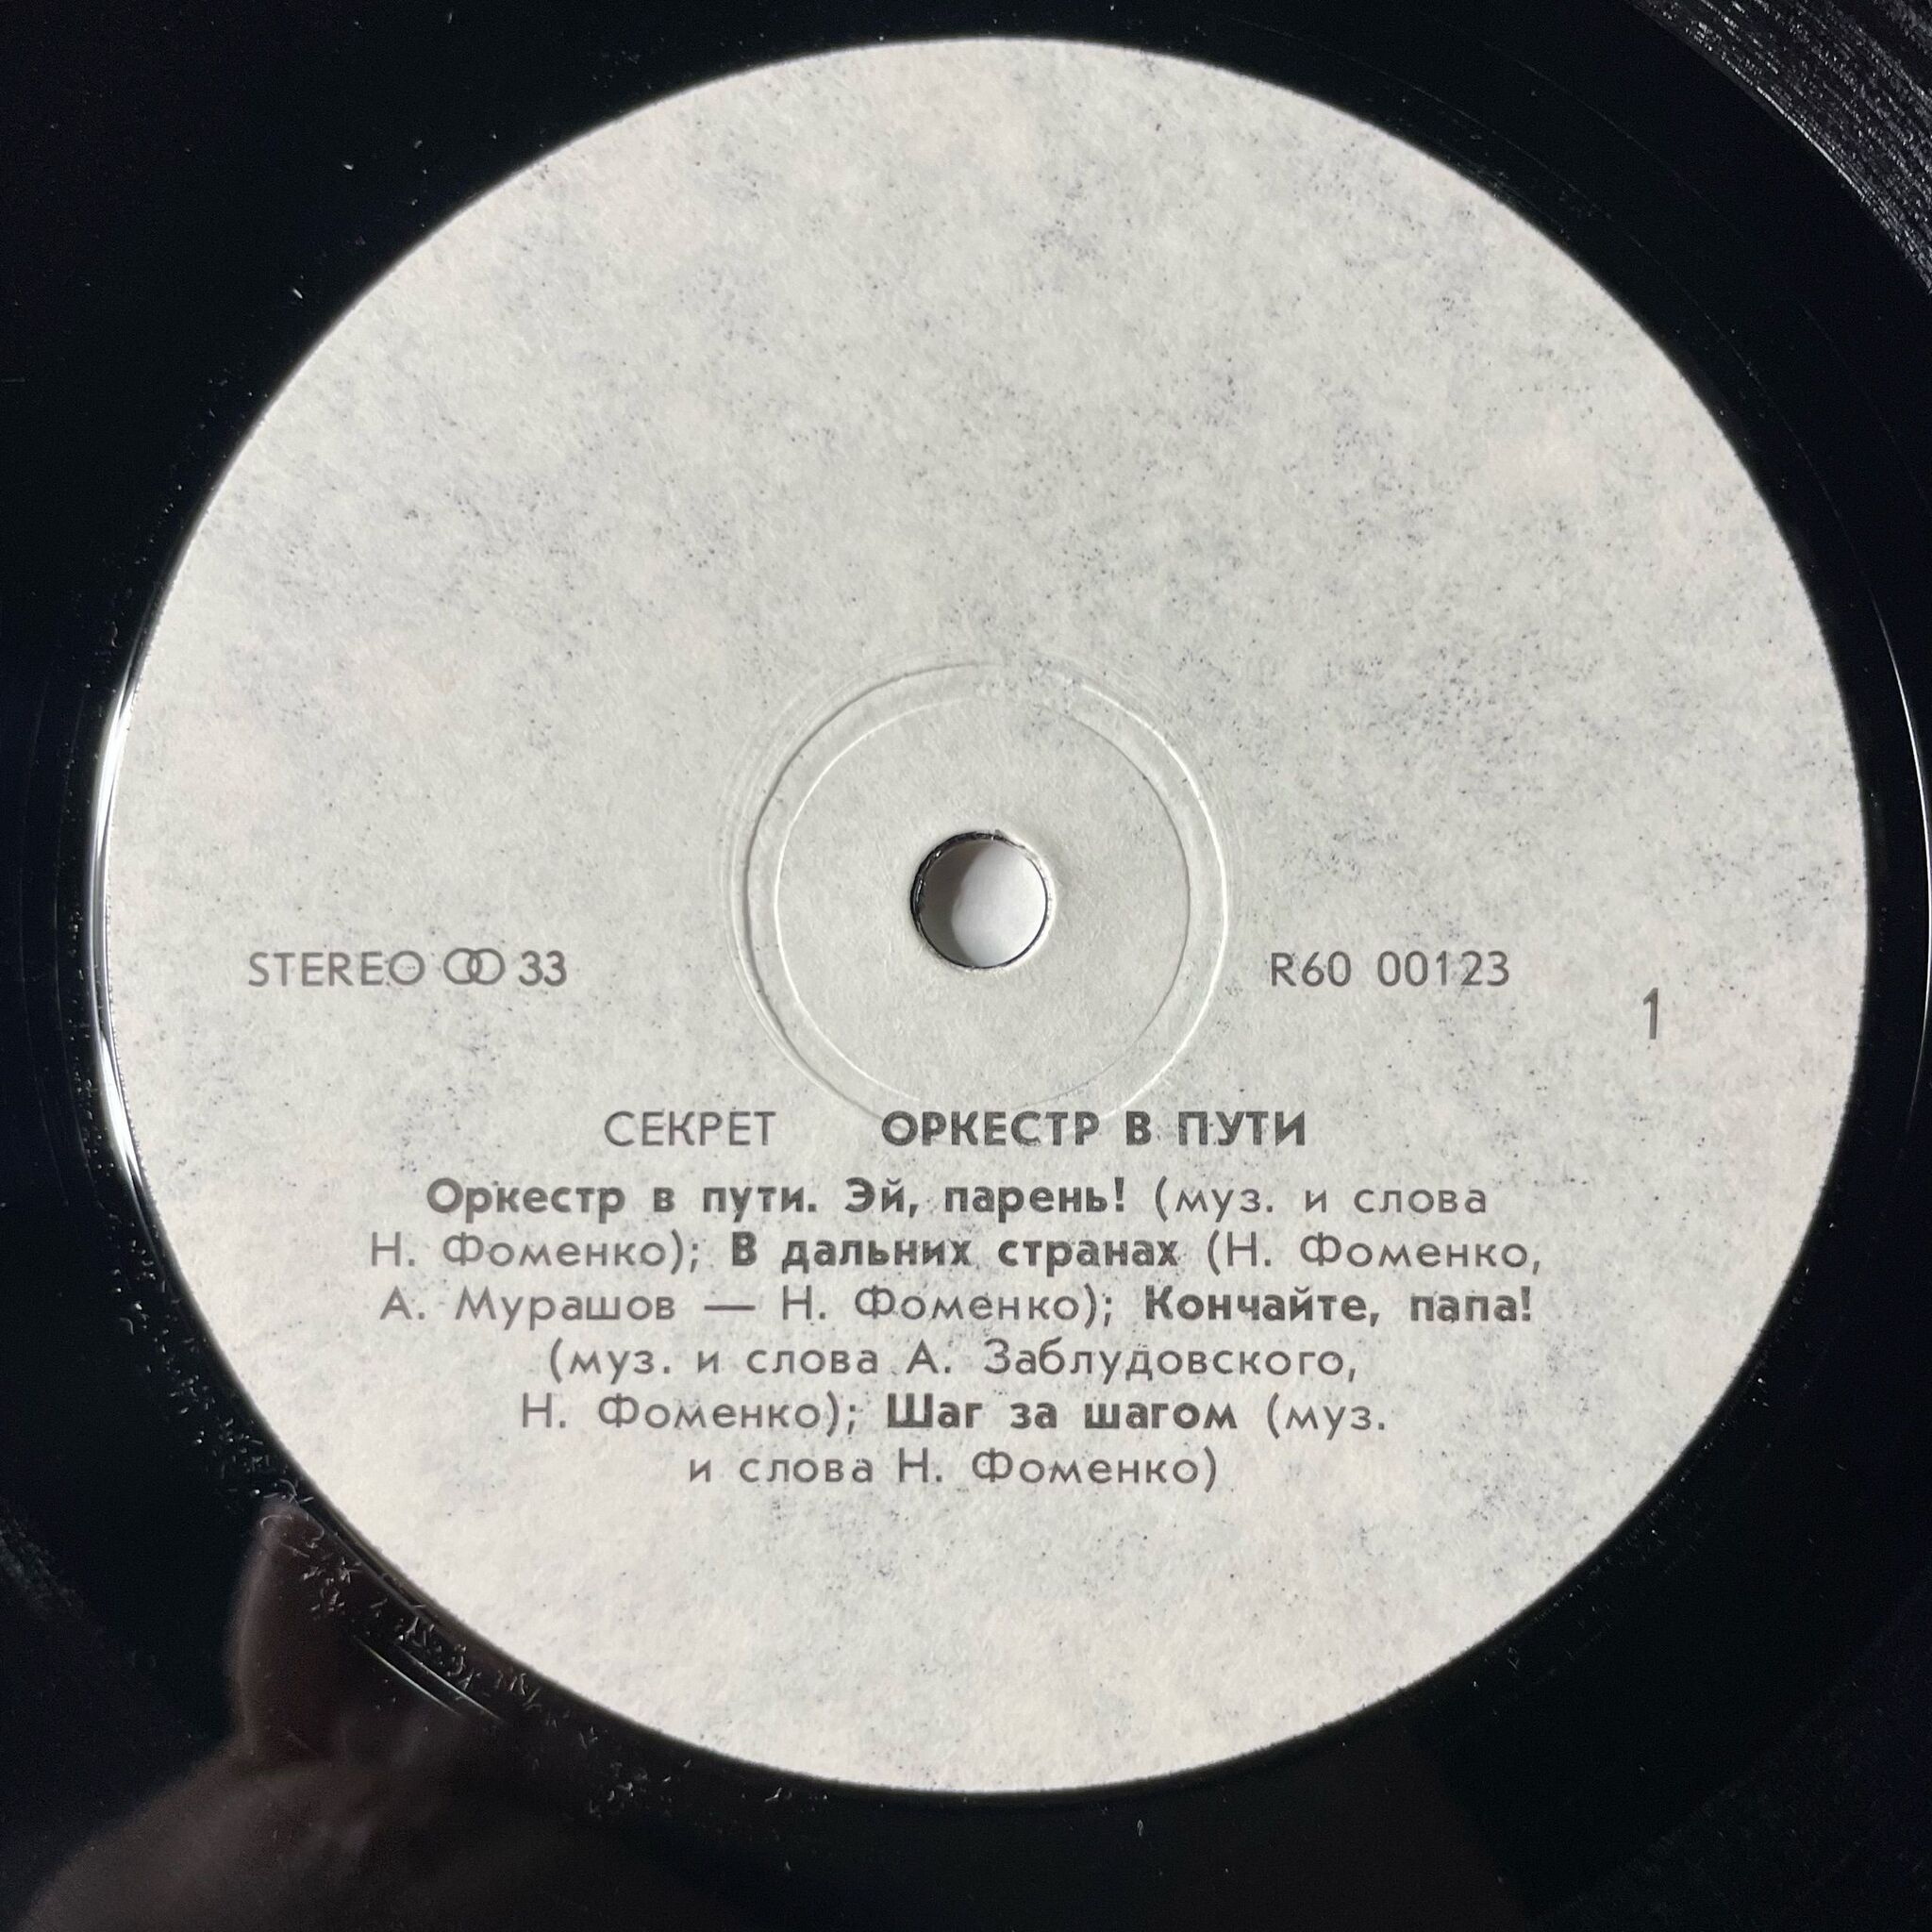 STEREO ꝏ 33
R60 00123
1
СЕКРЕТ ОРКЕСТР В ПУТИ
Оркестр в пути. Эй, парень! (муз. и слова
Н. Фоменко); В дальних странах (Н. Фоменко,
А. Мурашов — Н. Фоменко); Кончайте, папа!
(муз. и слова А. Заблудовского,
Н. Фоменко); Шаг за шагом (муз.
и слова Н. Фоменко)